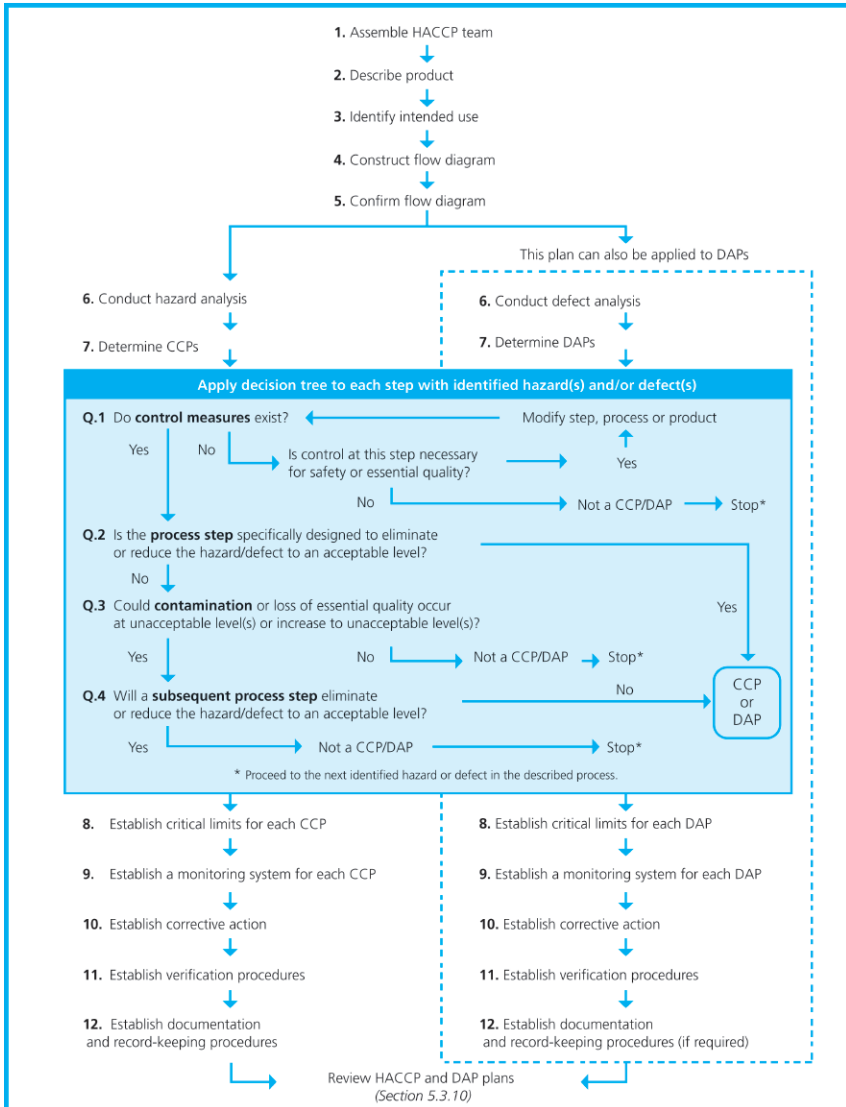 1. Assemble HACCP team
2. Describe product
3. Identify intended use
4. Construct flow diagram
5. Confirm flow diagram
This plan can also be applied to DAPs
6. Conduct hazard analysis
7. Determine CCPs
6. Conduct defect analysis
7. Determine DAPs
Apply decision tree to each step with identified hazard(s) and/or defect(s)
Q.1 Do control measures exist?
Modify step, process or product
Yes
No
Is control at this step necessary
for safety or essential quality?
Yes
No
Not a CCP/DAP
Stop*
Q.2 Is the process step specifically designed to eliminate
or reduce the hazard/defect to an acceptable level?
No
Yes
Q.3 Could contamination or loss of essential quality occur
at unacceptable level(s) or increase to unacceptable level(s)?
Yes
No
Not a CCP/DAP
Stop*
Q.4 Will a subsequent process step eliminate
or reduce the hazard/defect to an acceptable level?
No
CCP
or
DAP
Yes
Not a CCP/DAP
Stop*
* Proceed to the next identified hazard or defect in the described process.
8. Establish critical limits for each CCP
9. Establish a monitoring system for each CCP
10. Establish corrective action
11. Establish verification procedures
12. Establish documentation
and record-keeping procedures
8. Establish critical limits for each DAP
9. Establish a monitoring system for each DAP
10. Establish corrective action
11. Establish verification procedures
12. Establish documentation
and record-keeping procedures (if required)
Review HACCP and DAP plans
(Section 5.3.10)